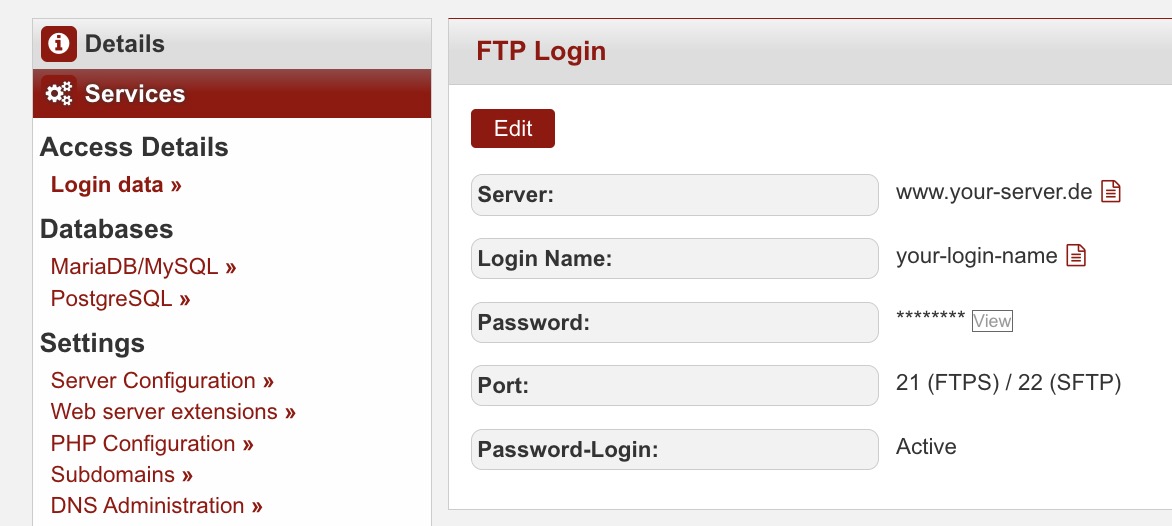 Details
Services
Access Details
Login data »
Databases
MariaDB/MySQL »
PostgreSQL »
Settings
Server Configuration »
Web server extensions »
PHP Configuration »
Subdomains »
DNS Administration »
FTP Login
Edit
Server: www.your-server.de
Login Name: your-login-name
Password: ******** View
Port: 21 (FTPS) / 22 (SFTP)
Password-Login: Active